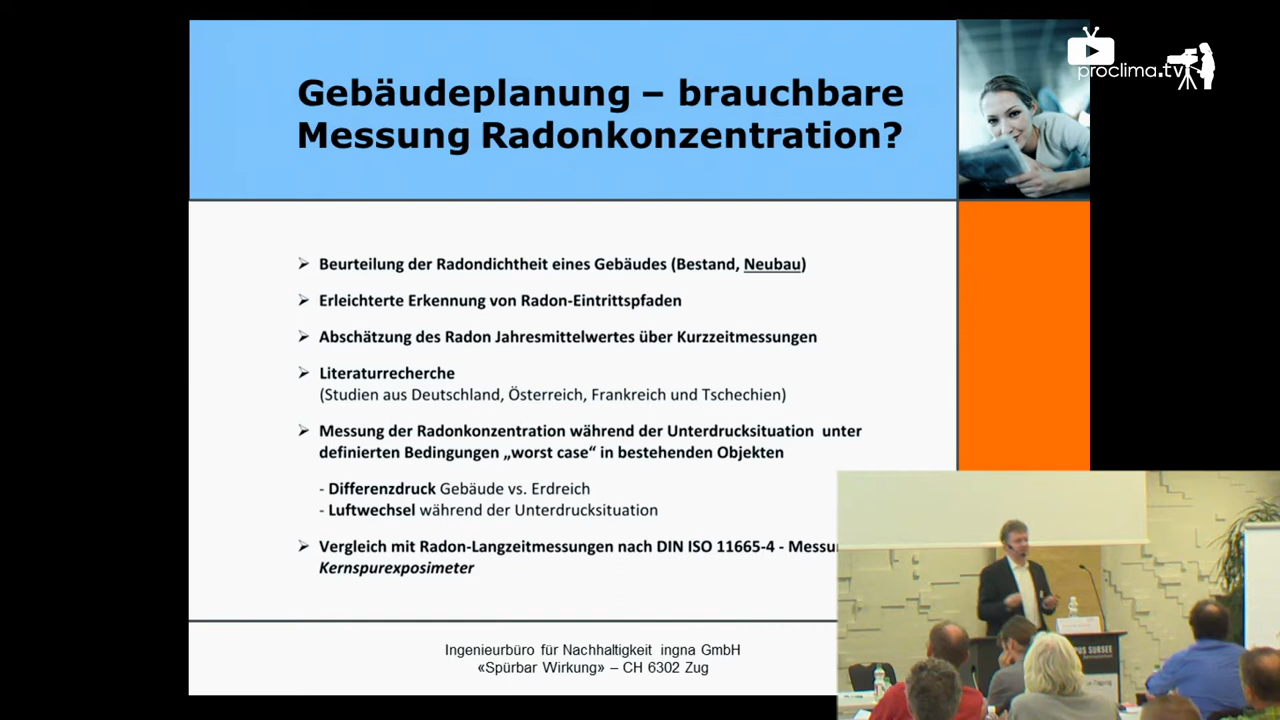 proclima.tv
Gebäudeplanung – brauchbare
Messung Radonkonzentration?
➢ Beurteilung der Radondichtheit eines Gebäudes (Bestand, Neubau)
➢ Erleichterte Erkennung von Radon-Eintrittspfaden
➢ Abschätzung des Radon Jahresmittelwertes über Kurzzeitmessungen
➢ Literaturrecherche
(Studien aus Deutschland, Österreich, Frankreich und Tschechien)
➢ Messung der Radonkonzentration während der Unterdrucksituation unter
definierten Bedingungen „worst case“ in bestehenden Objekten
- Differenzdruck Gebäude vs. Erdreich
- Luftwechsel während der Unterdrucksituation
➢ Vergleich mit Radon-Langzeitmessungen nach DIN ISO 11665-4 -
Kernspurexposimeter
Ingenieurbüro für Nachhaltigkeit ingna GmbH
«Spürbar Wirkung» – CH 6302 Zug
SURSEE